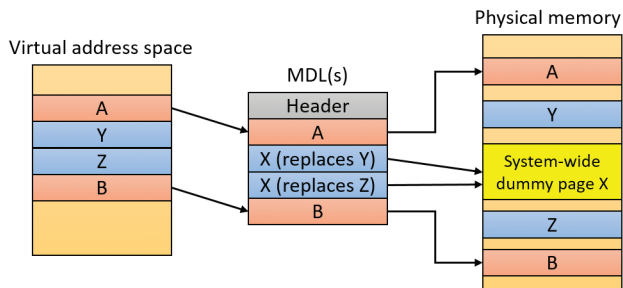 Virtual address space
A
Y
Z
B
MDL(s)
Header
A
X (replaces Y)
X (replaces Z)
B
Physical memory
A
Y
System-wide
dummy page X
Z
B